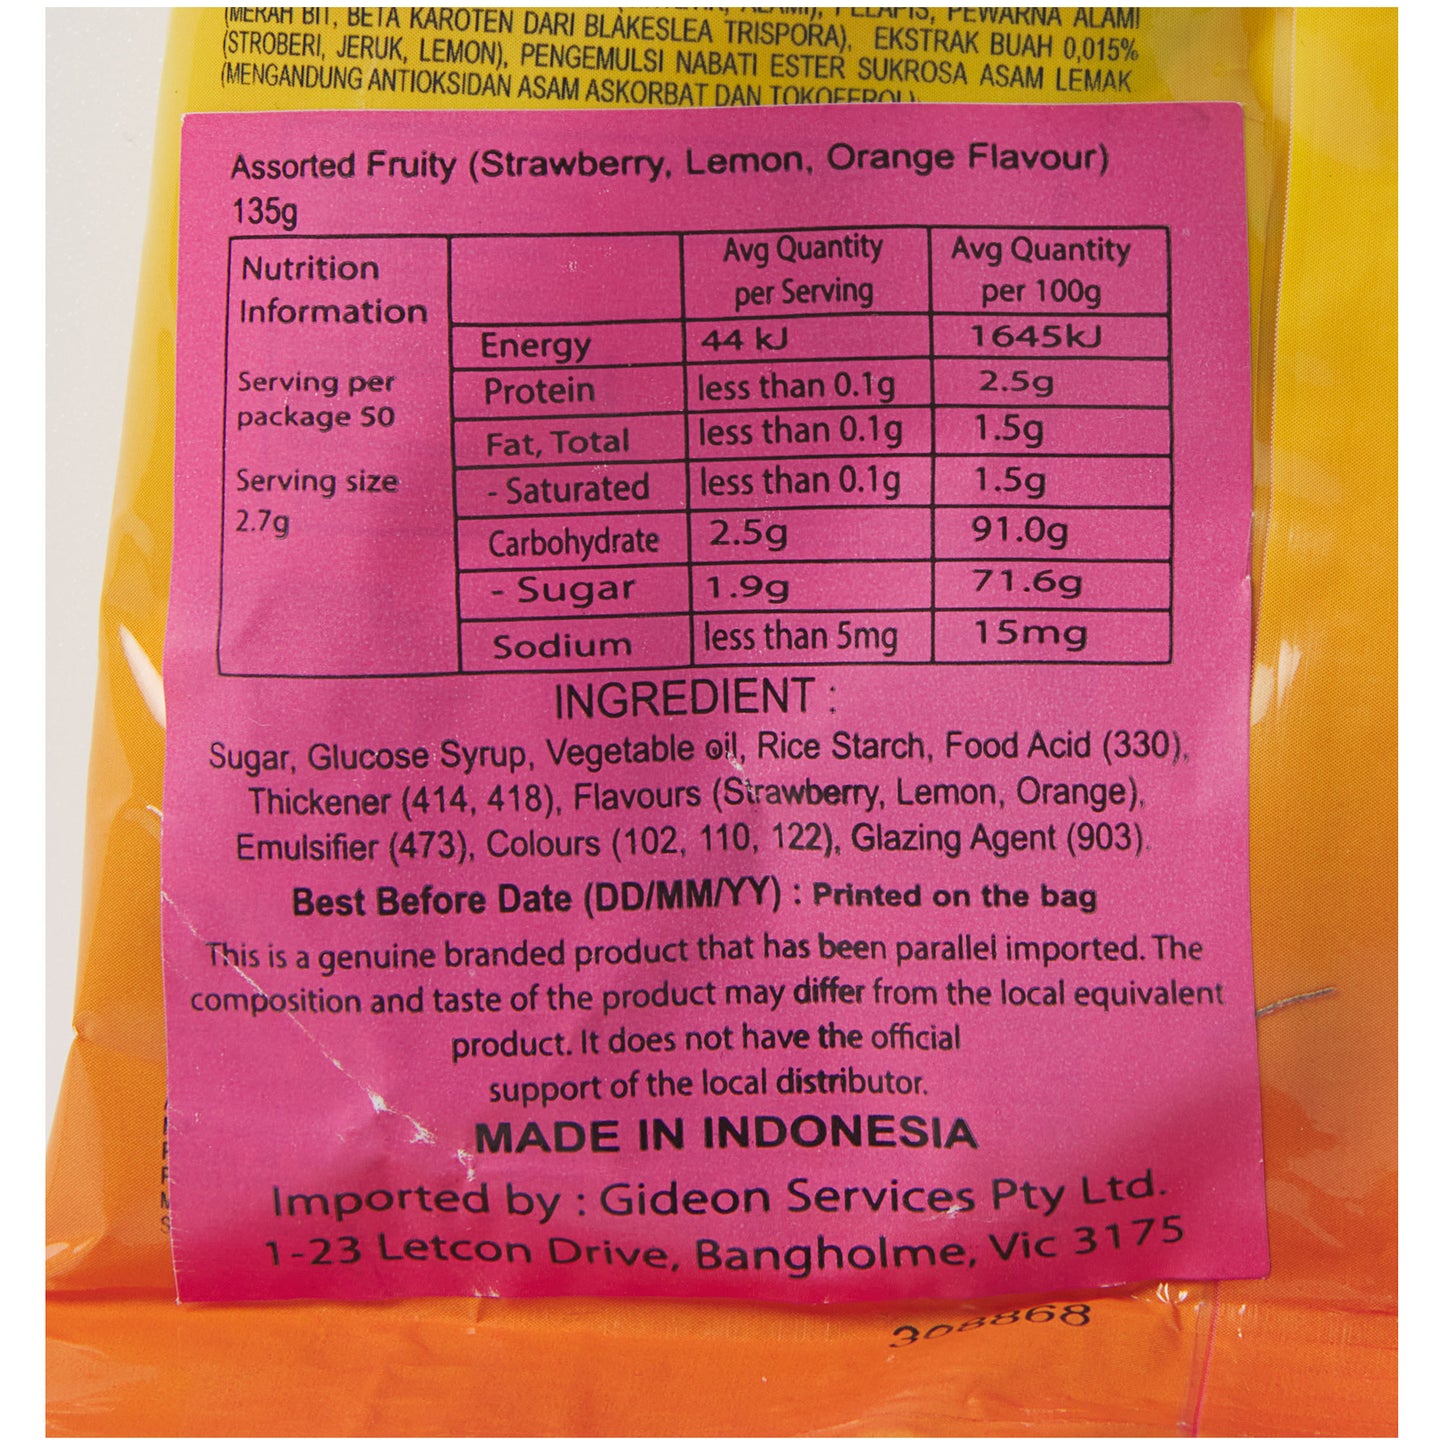 (MERAH BIT, BETA KAROTEN DARI BLAKESLEA TRISPORA), PELAPIS, PEWARNA ALAMI
EKSTRAK BUAH 0,015%
(STROBERI, JERUK, LEMON), PENGEMULSI NABATI ESTER SUKROSA ASAM LEMAK
(MENGANDUNG ANTIOKSIDAN ASAM ASKORBAT DAN TOKOFEROL)
Assorted Fruity (Strawberry, Lemon, Orange Flavour)
135g
Nutrition
Information
Serving per
package 50
Serving size
2.7g
Avg Quantity
per Serving
Avg Quantity
per 100g
Energy 44 kJ 1645kJ
Protein less than 0.1g 2.5g
Fat, Total less than 0.1g 1.5g
- Saturated less than 0.1g 1.5g
Carbohydrate 2.5g 91.0g
- Sugar 1.9g 71.6g
Sodium less than 5mg 15mg
INGREDIENT :
Sugar, Glucose Syrup, Vegetable oil, Rice Starch, Food Acid (330),
Thickener (414, 418), Flavours (Strawberry, Lemon, Orange),
Emulsifier (473), Colours (102, 110, 122), Glazing Agent (903).
Best Before Date (DD/MM/YY) : Printed on the bag
This is a genuine branded product that has been parallel imported. The
composition and taste of the product may differ from the local equivalent
product. It does not have the official
support of the local distributor.
MADE IN INDONESIA
Imported by : Gideon Services Pty Ltd.
1-23 Letcon Drive, Bangholme, Vic 3175
308868